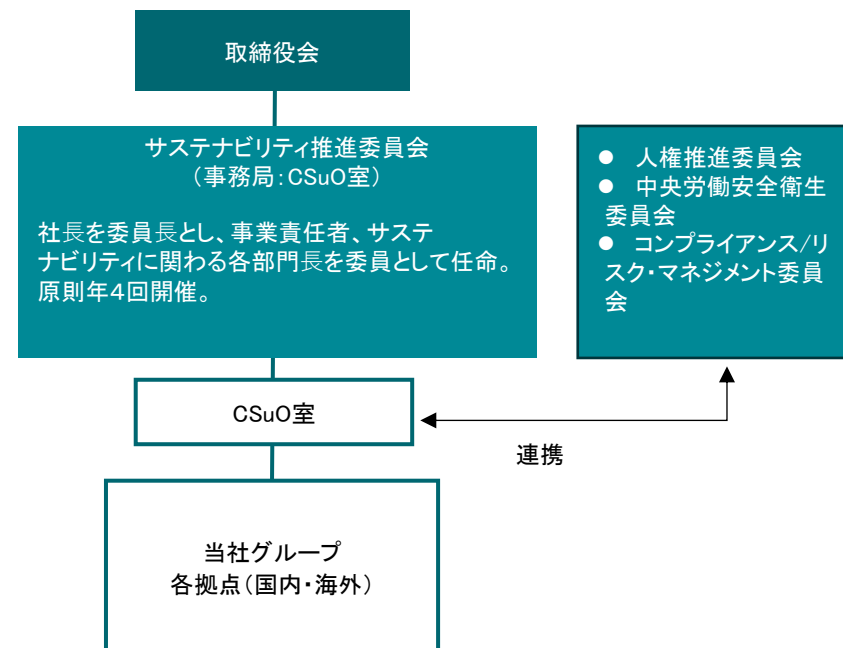 取締役会
サステナビリティ推進委員会
（事務局：CSuO室）
社長を委員長とし、事業責任者、サステ
ナビリティに関わる各部門長を委員として任命。
原則年４回開催。
● 人権推進委員会
● 中央労働安全衛生
委員会
● コンプライアンス/リ
スク・マネジメント委員
会
CSuO室
連携
当社グループ
各拠点（国内・海外）